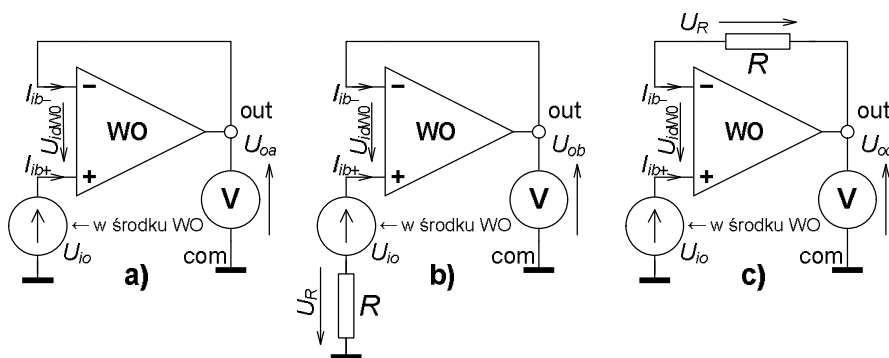 I_ib-
U_idWO
I_ib+
WO
out
U_oa
V
← w środku WO
U_io
com
a)
I_ib-
U_idWO
I_ib+
WO
out
U_ob
V
← w środku WO
U_io
U_R
R
com
b)
U_R
R
I_ib-
U_idWO
I_ib+
WO
out
U_oc
V
← w środku WO
U_io
com
c)